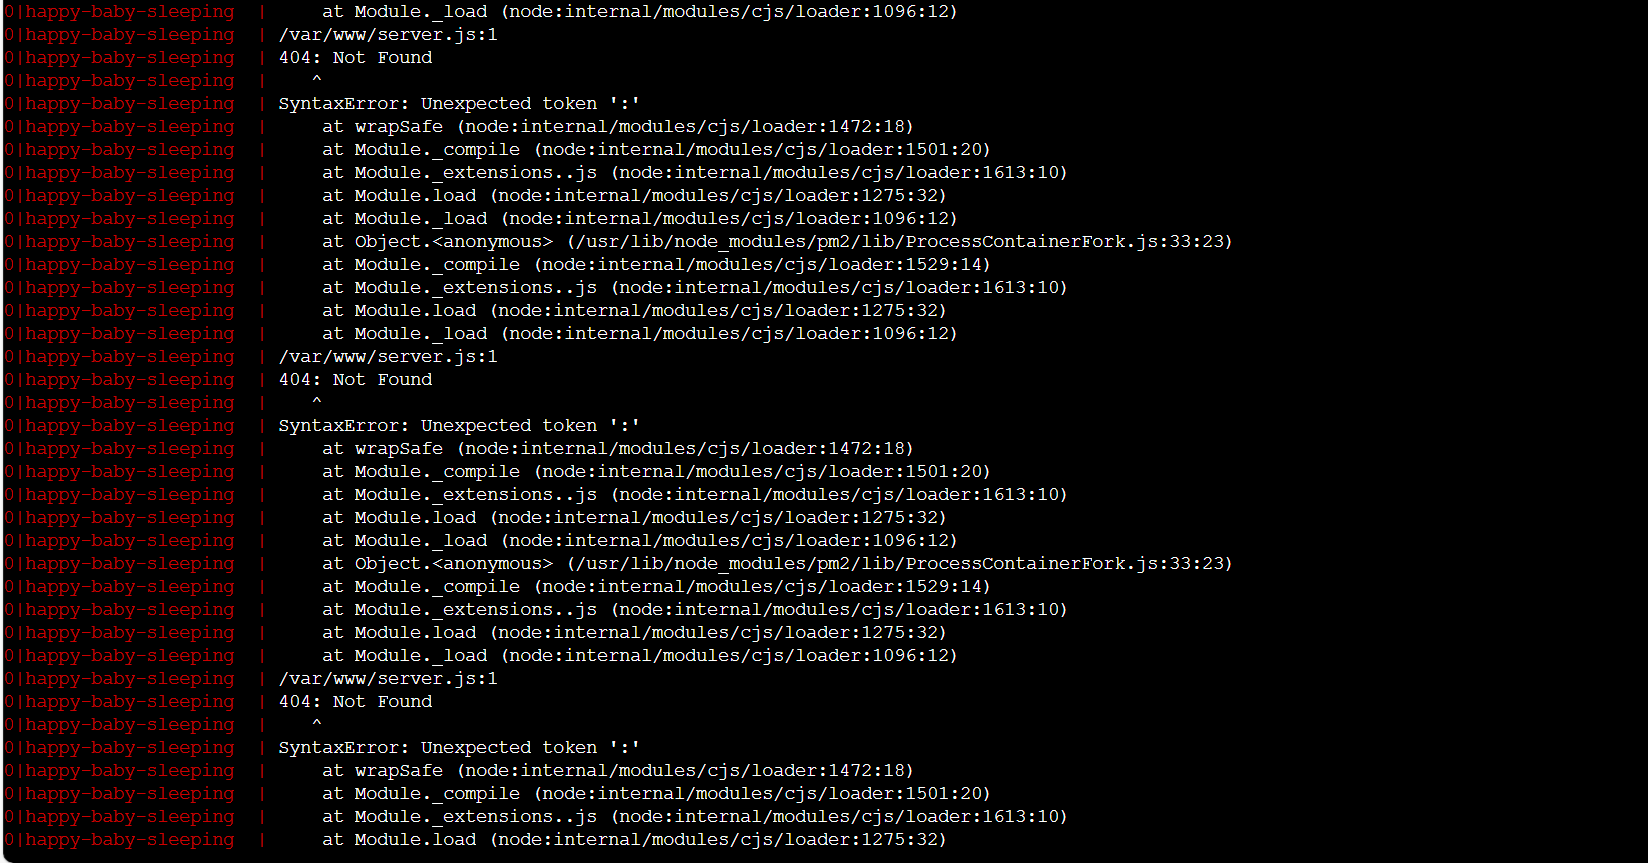 0|happy-baby-sleeping  |     at Module._load (node:internal/modules/cjs/loader:1096:12)
0|happy-baby-sleeping  | /var/www/server.js:1
0|happy-baby-sleeping  | 404: Not Found
0|happy-baby-sleeping  |    ^
0|happy-baby-sleeping  | SyntaxError: Unexpected token ':'
0|happy-baby-sleeping  |     at wrapSafe (node:internal/modules/cjs/loader:1472:18)
0|happy-baby-sleeping  |     at Module._compile (node:internal/modules/cjs/loader:1501:20)
0|happy-baby-sleeping  |     at Module._extensions..js (node:internal/modules/cjs/loader:1613:10)
0|happy-baby-sleeping  |     at Module.load (node:internal/modules/cjs/loader:1275:32)
0|happy-baby-sleeping  |     at Module._load (node:internal/modules/cjs/loader:1096:12)
0|happy-baby-sleeping  |     at Object.<anonymous> (/usr/lib/node_modules/pm2/lib/ProcessContainerFork.js:33:23)
0|happy-baby-sleeping  |     at Module._compile (node:internal/modules/cjs/loader:1529:14)
0|happy-baby-sleeping  |     at Module._extensions..js (node:internal/modules/cjs/loader:1613:10)
0|happy-baby-sleeping  |     at Module.load (node:internal/modules/cjs/loader:1275:32)
0|happy-baby-sleeping  |     at Module._load (node:internal/modules/cjs/loader:1096:12)
0|happy-baby-sleeping  | /var/www/server.js:1
0|happy-baby-sleeping  | 404: Not Found
0|happy-baby-sleeping  |    ^
0|happy-baby-sleeping  | SyntaxError: Unexpected token ':'
0|happy-baby-sleeping  |     at wrapSafe (node:internal/modules/cjs/loader:1472:18)
0|happy-baby-sleeping  |     at Module._compile (node:internal/modules/cjs/loader:1501:20)
0|happy-baby-sleeping  |     at Module._extensions..js (node:internal/modules/cjs/loader:1613:10)
0|happy-baby-sleeping  |     at Module.load (node:internal/modules/cjs/loader:1275:32)
0|happy-baby-sleeping  |     at Module._load (node:internal/modules/cjs/loader:1096:12)
0|happy-baby-sleeping  |     at Object.<anonymous> (/usr/lib/node_modules/pm2/lib/ProcessContainerFork.js:33:23)
0|happy-baby-sleeping  |     at Module._compile (node:internal/modules/cjs/loader:1529:14)
0|happy-baby-sleeping  |     at Module._extensions..js (node:internal/modules/cjs/loader:1613:10)
0|happy-baby-sleeping  |     at Module.load (node:internal/modules/cjs/loader:1275:32)
0|happy-baby-sleeping  |     at Module._load (node:internal/modules/cjs/loader:1096:12)
0|happy-baby-sleeping  | /var/www/server.js:1
0|happy-baby-sleeping  | 404: Not Found
0|happy-baby-sleeping  |    ^
0|happy-baby-sleeping  | SyntaxError: Unexpected token ':'
0|happy-baby-sleeping  |     at wrapSafe (node:internal/modules/cjs/loader:1472:18)
0|happy-baby-sleeping  |     at Module._compile (node:internal/modules/cjs/loader:1501:20)
0|happy-baby-sleeping  |     at Module._extensions..js (node:internal/modules/cjs/loader:1613:10)
0|happy-baby-sleeping  |     at Module.load (node:internal/modules/cjs/loader:1275:32)